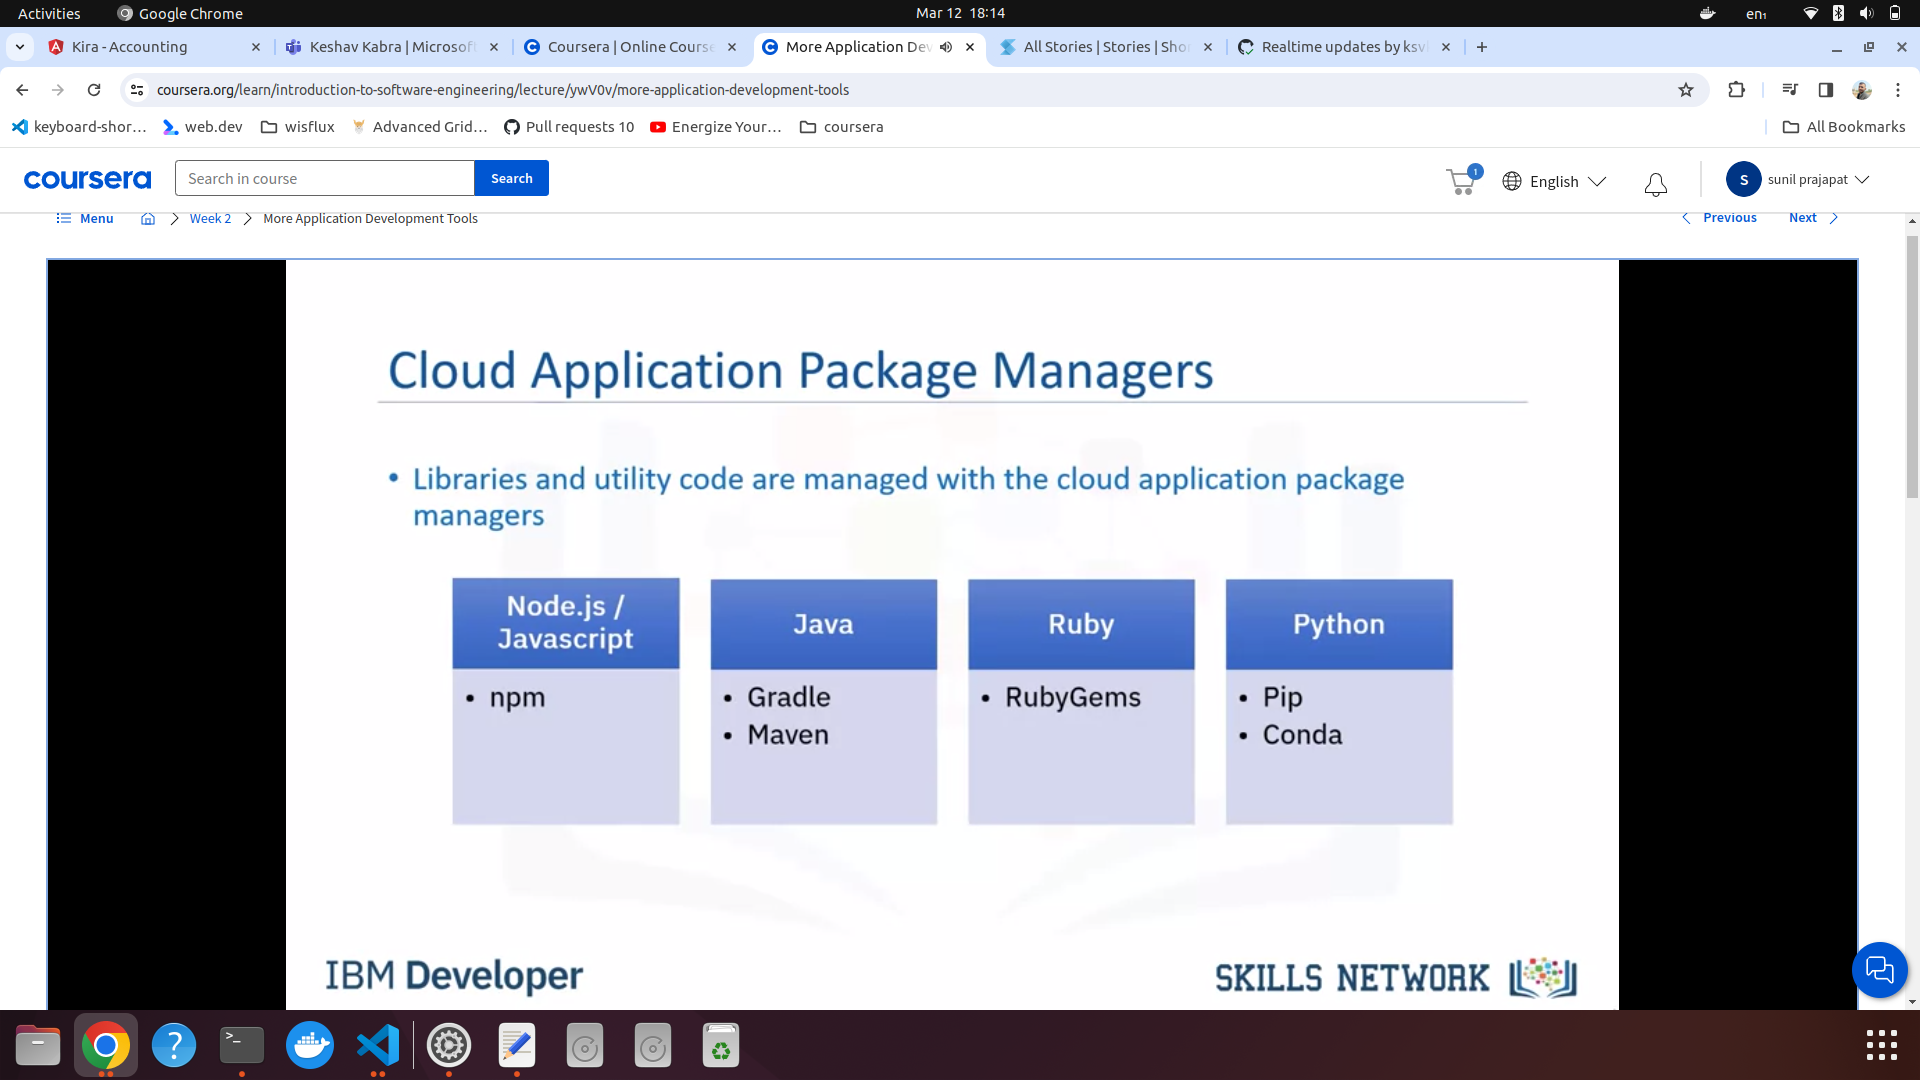 Activities
Google Chrome
Mar 12 18:14
en₁
Kira - Accounting
Keshav Kabra | Microsof
Coursera | Online Course
More Application Dev
All Stories | Stories | Shor
Realtime updates by ksv
coursera.org/learn/introduction-to-software-engineering/lecture/ywV0v/more-application-development-tools
keyboard-shor...
web.dev
wisflux
Advanced Grid...
Pull requests 10
Energize Your...
coursera
All Bookmarks
coursera
Search in course
Search
1
English
S
sunil prajapat
Menu
Week 2
More Application Development Tools
Previous
Next
Cloud Application Package Managers
• Libraries and utility code are managed with the cloud application package
managers
Node.js /
Javascript
• npm
Java
• Gradle
• Maven
Ruby
• RubyGems
Python
• Pip
• Conda
IBM Developer
SKILLS NETWORK